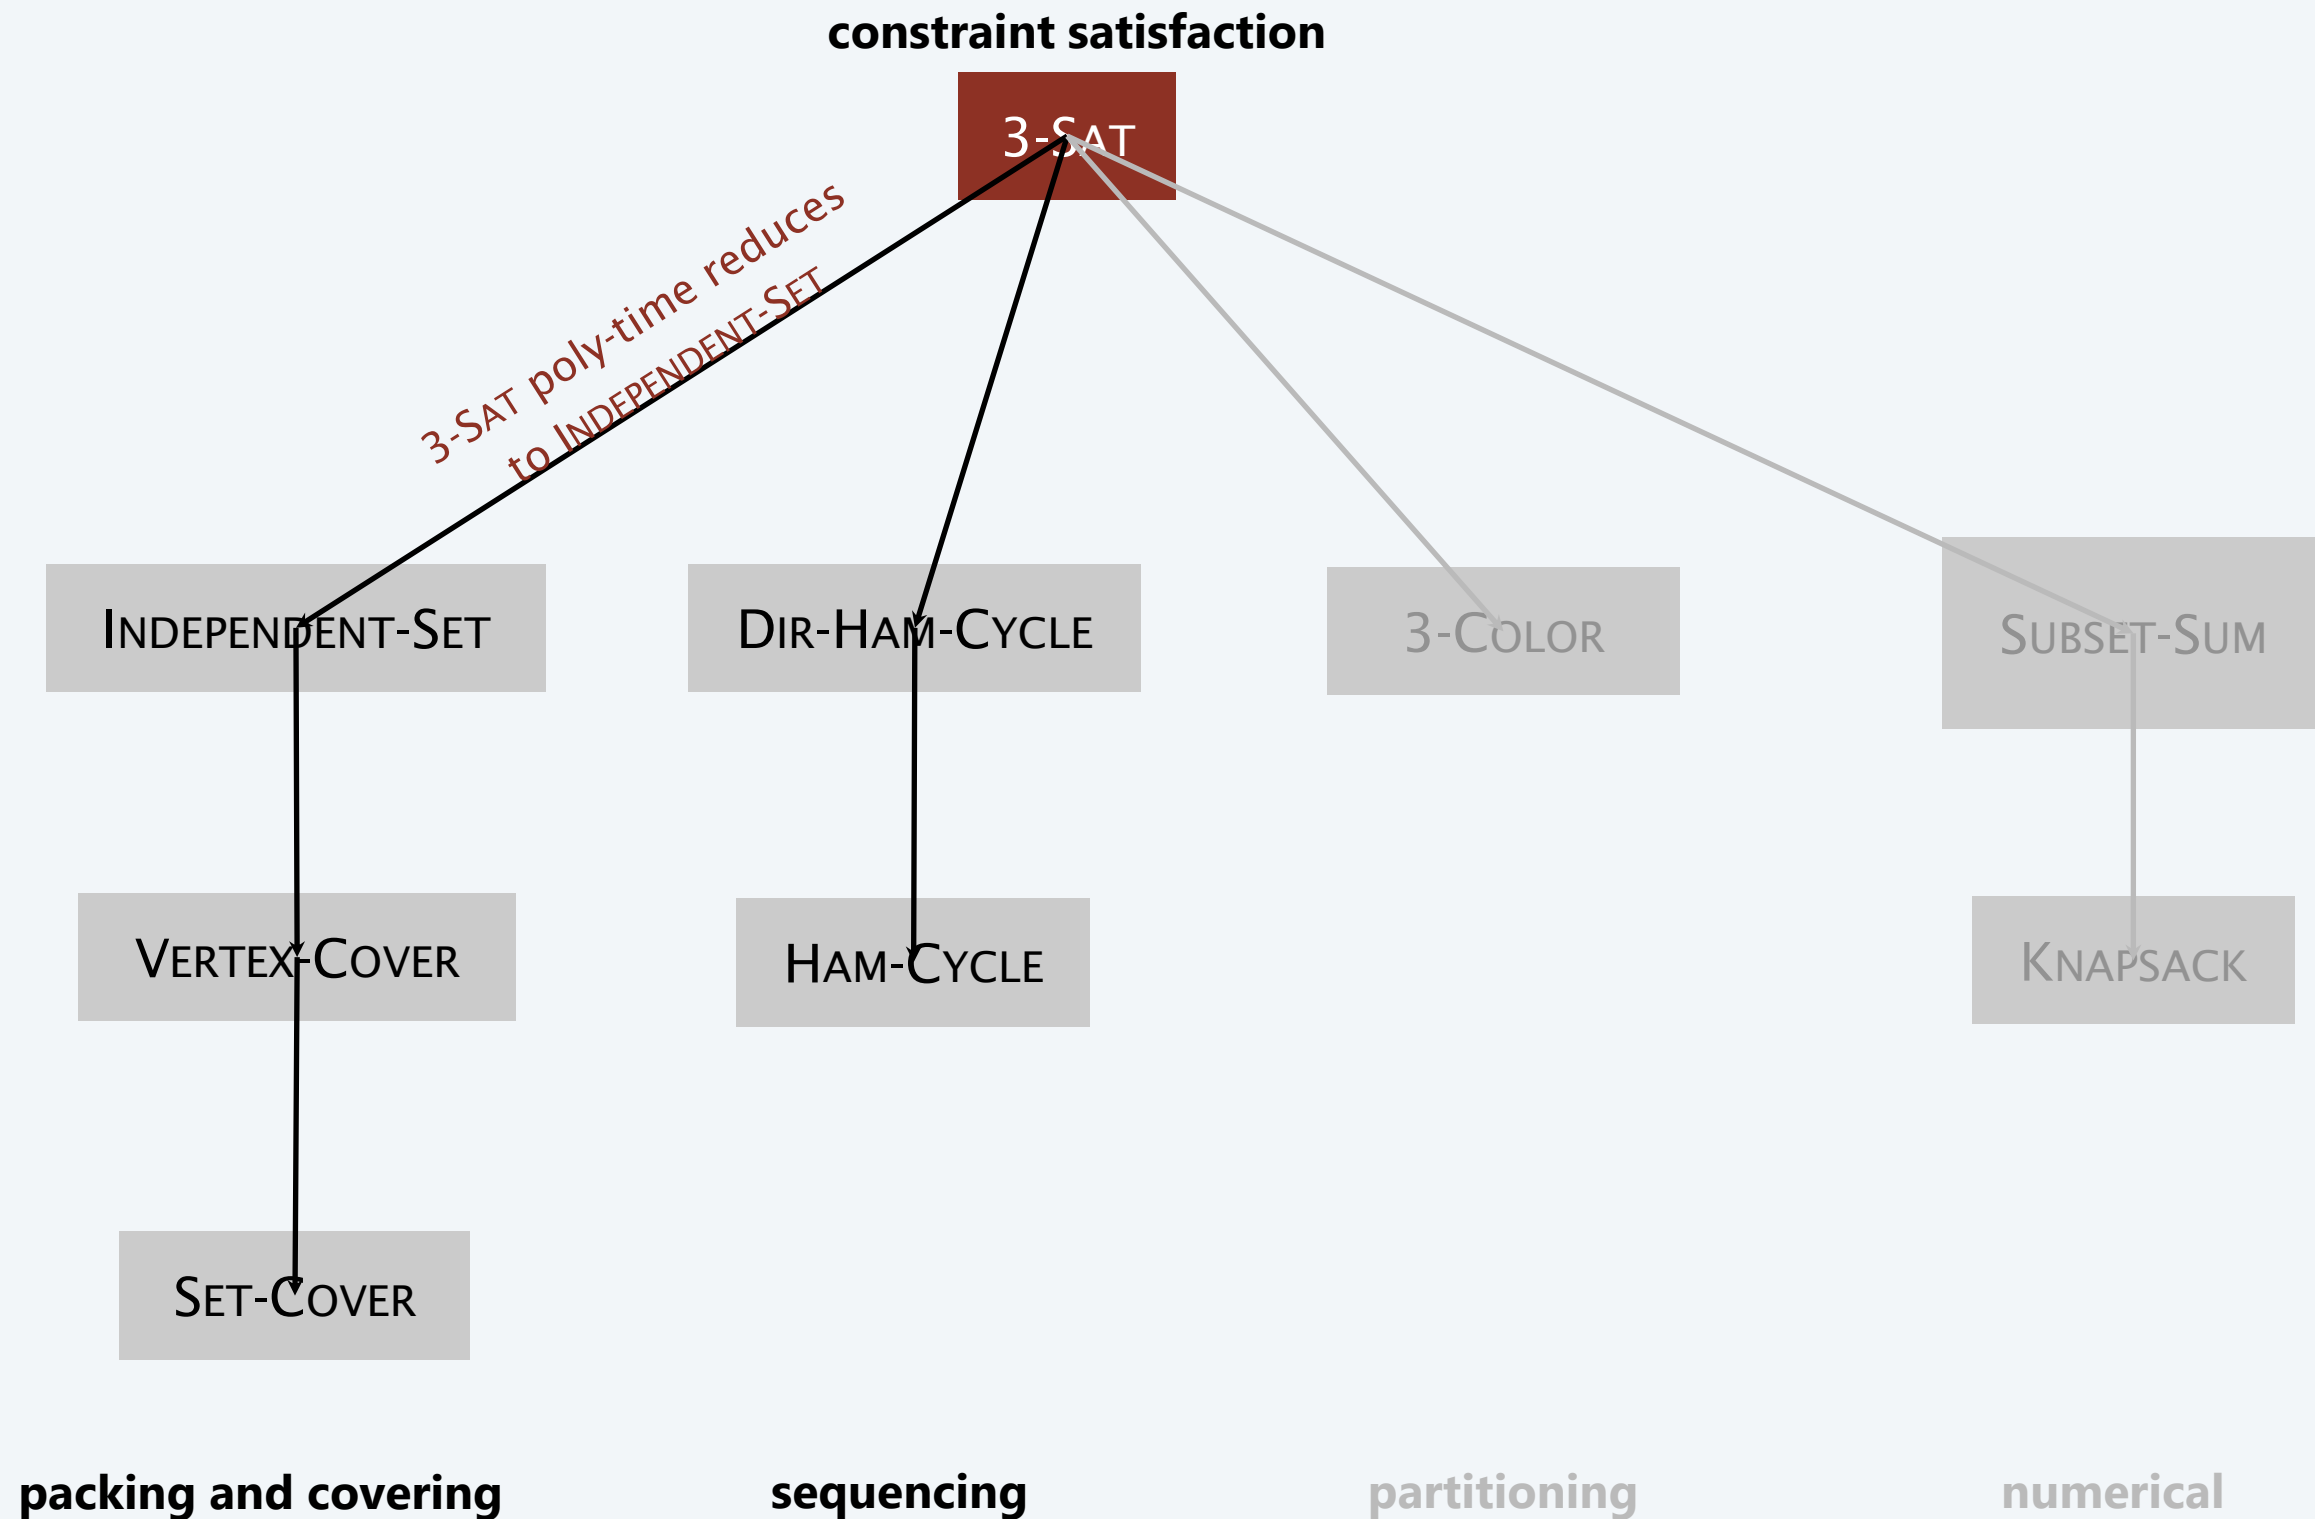 constraint satisfaction
3-SAT
3-SAT poly-time reduces
to INDEPENDENT-SET
INDEPENDENT-SET
DIR-HAM-CYCLE
3-COLOR
SUBSET-SUM
VERTEX-COVER
HAM-CYCLE
KNAPSACK
SET-COVER
packing and covering
sequencing
partitioning
numerical